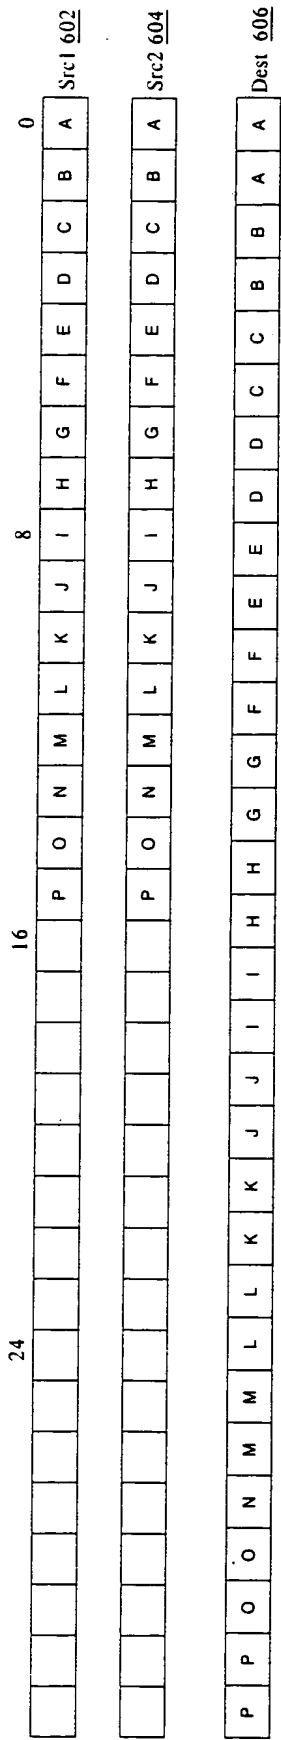 24 16 8 0
P O N M L K J I H G F E D C B A Src1 602
P O N M L K J I H G F E D C B A Src2 604
P P O O N M M L L K K J J I I H H G G F F E E D D C C B B A A Dest 606